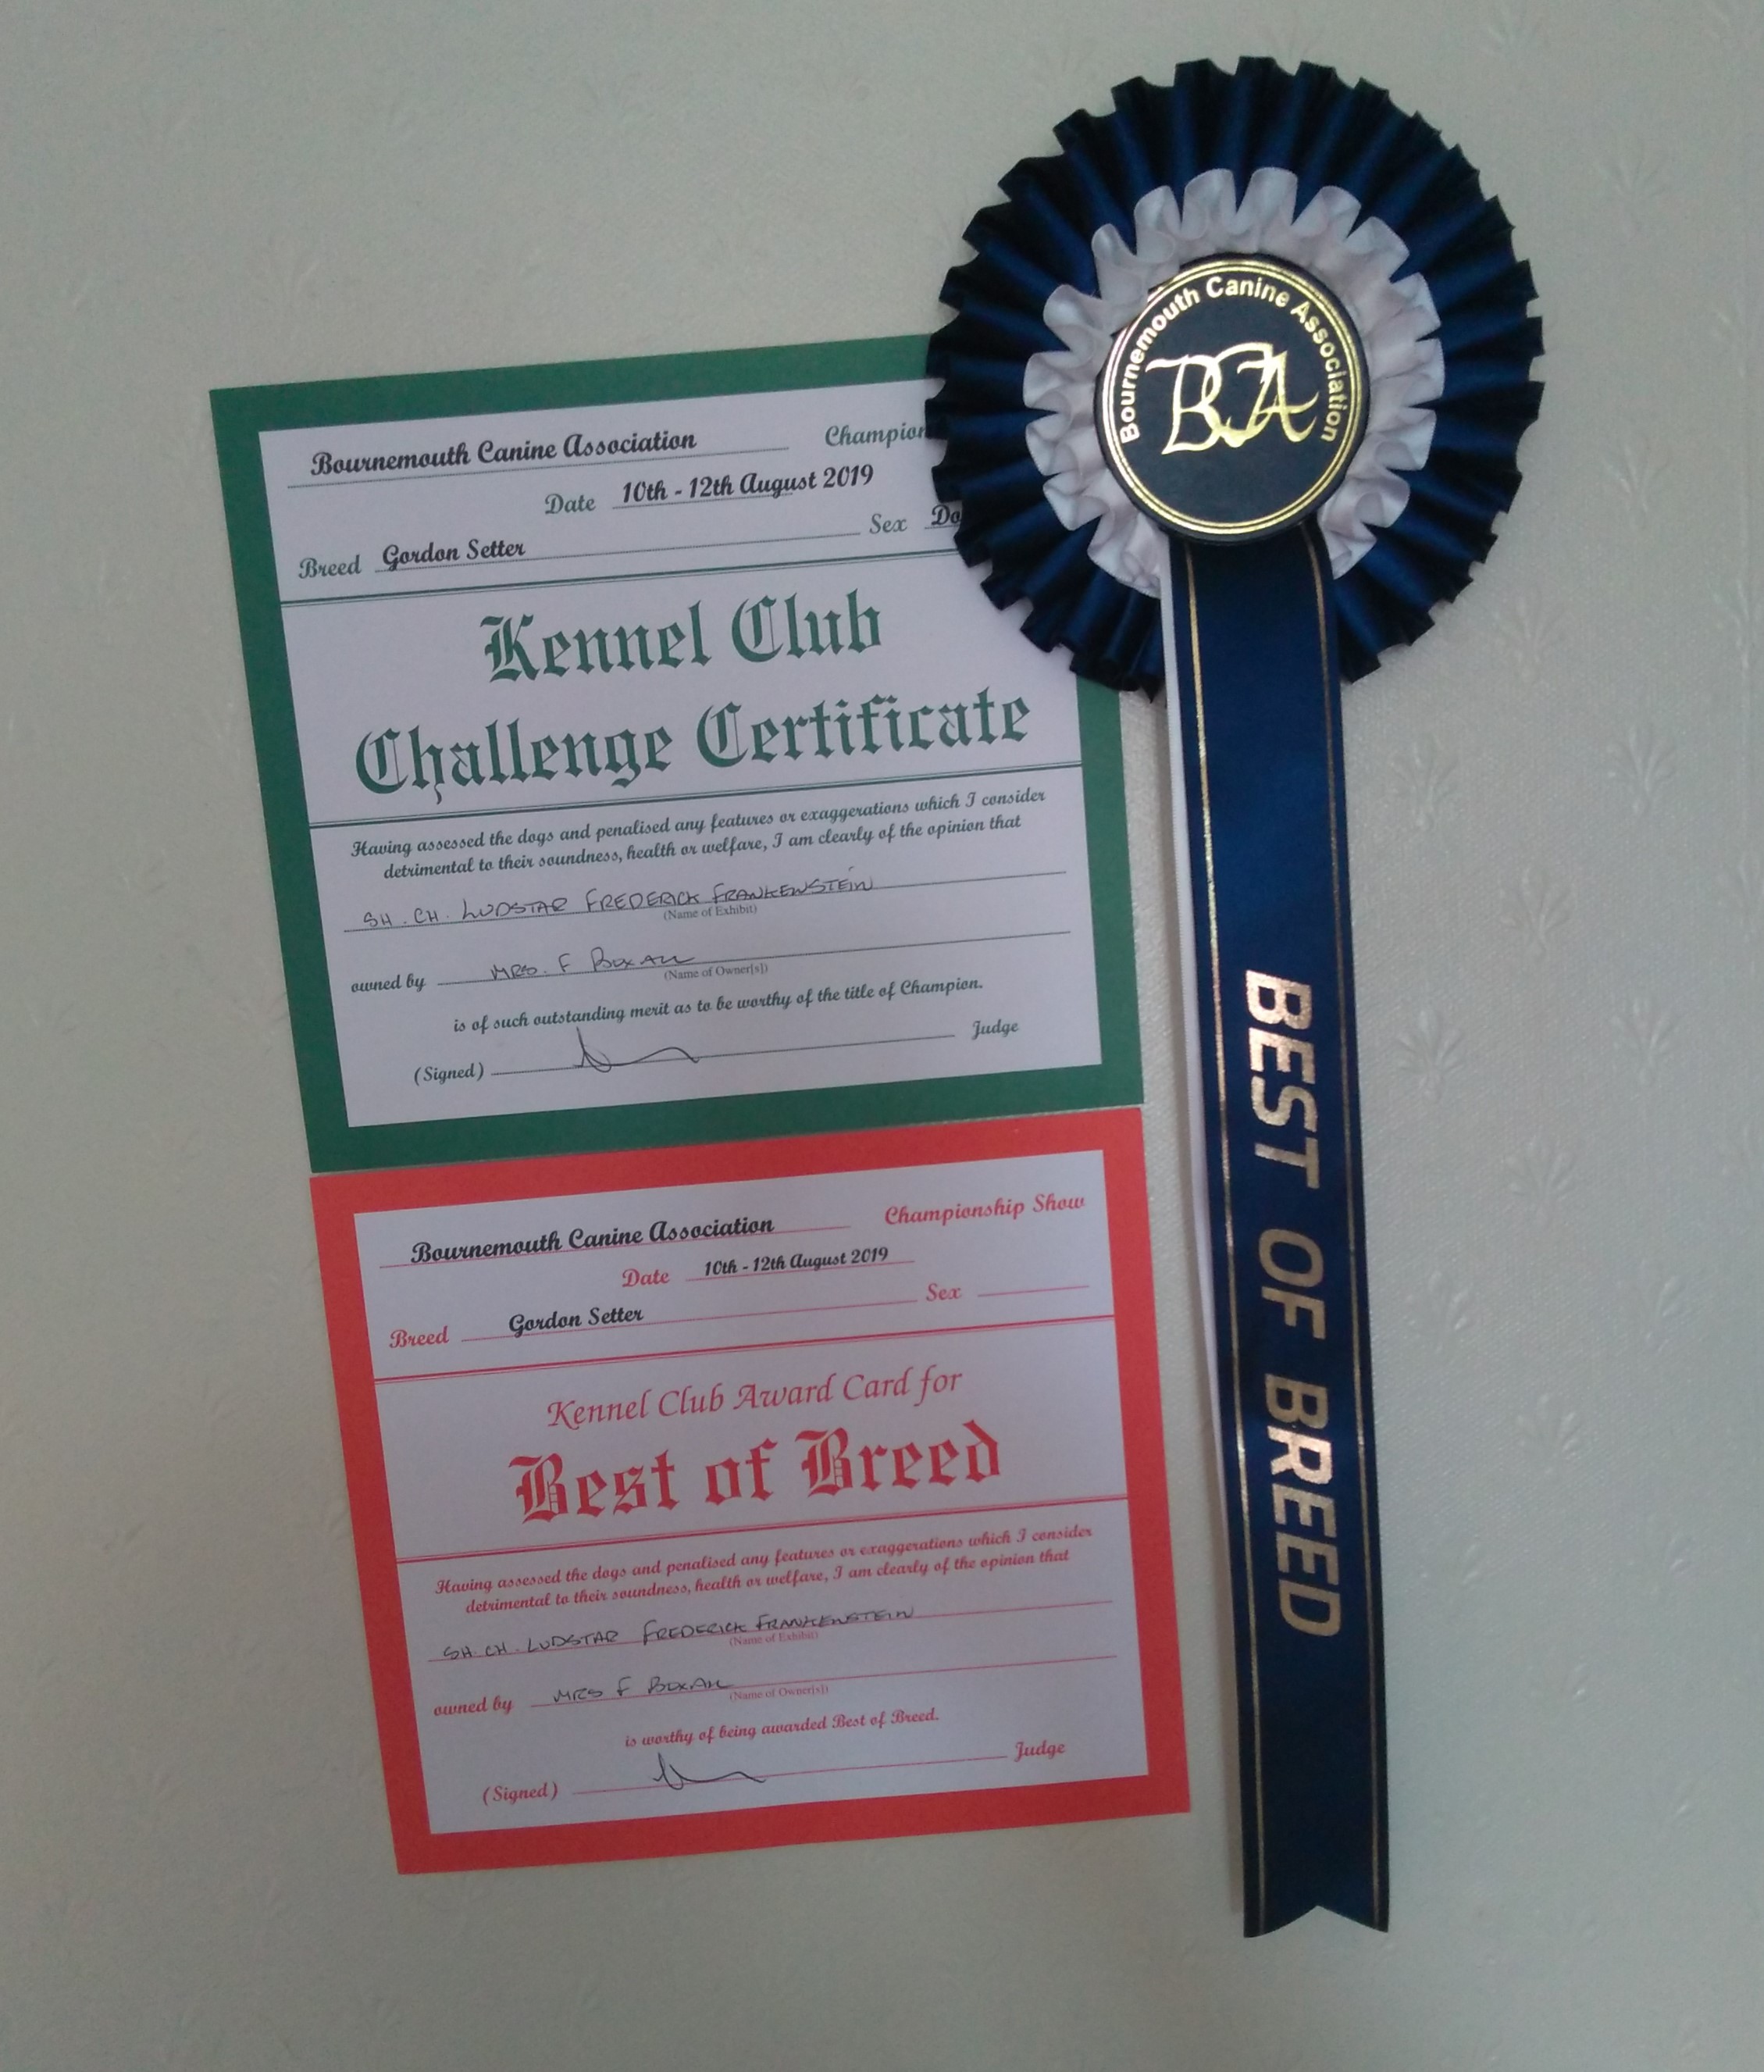 Bournemouth Canine Association Champion
Date 10th - 12th August 2019
Breed Gordon Setter Sex Do
Kennel Club
Challenge Certificate
Having assessed the dogs and penalised any features or exaggerations which I consider
detrimental to their soundness, health or welfare, I am clearly of the opinion that
SH. CH. LUDSTAR FREDERICK FRANKENSTEIN
(Name of Exhibit)
owned by MRS. F
(Name of Owner[s])
is of such outstanding merit as to be worthy of the title of Champion.
(Signed) Judge
Bournemouth Canine Association Championship Show
Date 10th - 12th August 2019
Breed Gordon Setter Sex
Kennel Club Award Card for
Best of Breed
Having assessed the dogs and penalised any features or exaggerations which I consider
detrimental to their soundness, health or welfare, I am clearly of the opinion that
SH. CH. LUDSTAR FREDERICK FRANKENSTEIN
(Name of Exhibit)
owned by MRS F
(Name of Owner[s])
is worthy of being awarded Best of Breed.
(Signed) Judge
Bournemouth Canine Association
BCA
BEST OF BREED